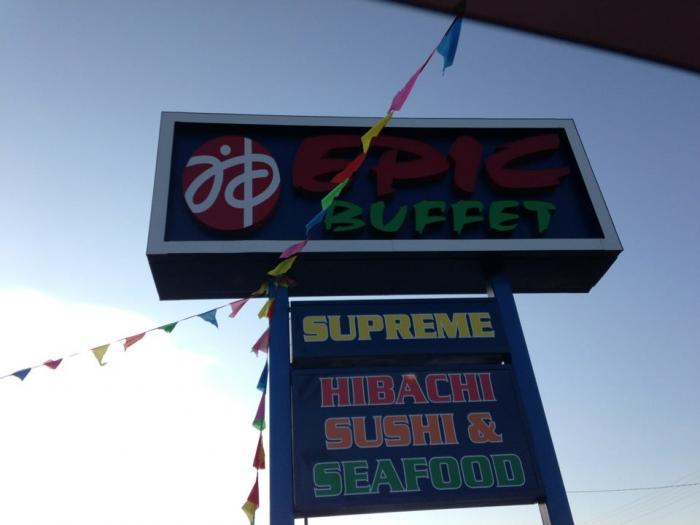 神
EPIC
BUFFET
SUPREME
HIBACHI
SUSHI &
SEAFOOD